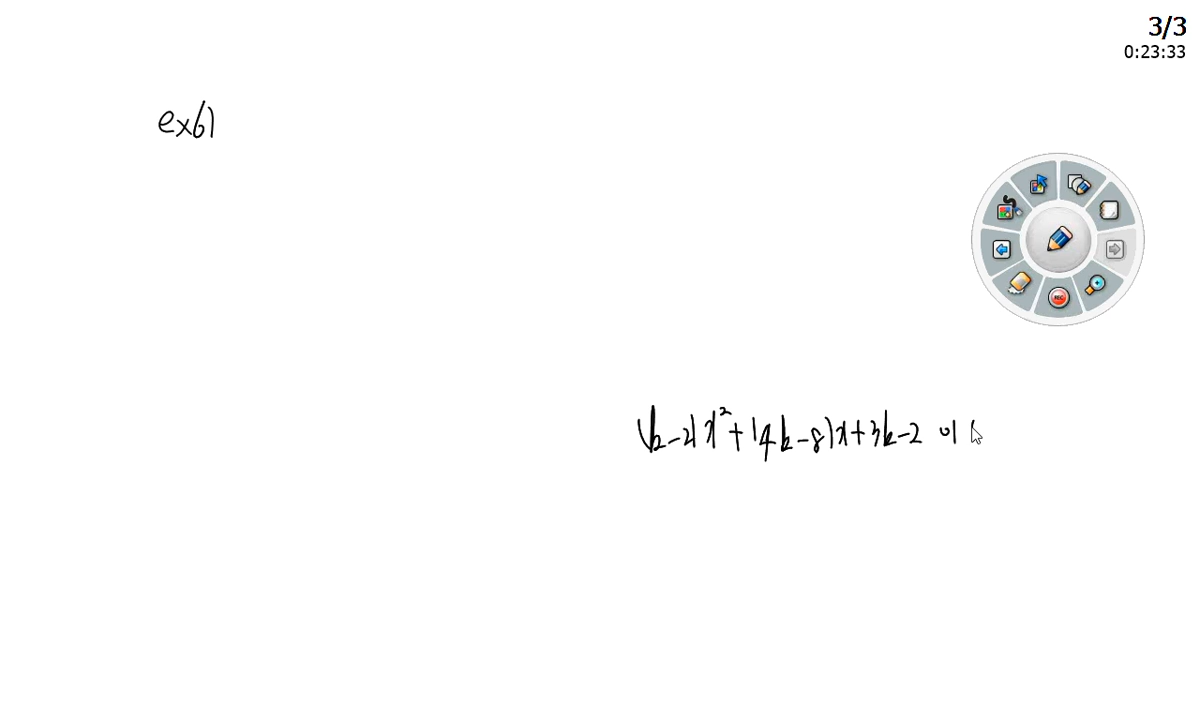 3/3
0:23:33
ex6)
(k-2)x²+(4k-8)x+3k-2 이